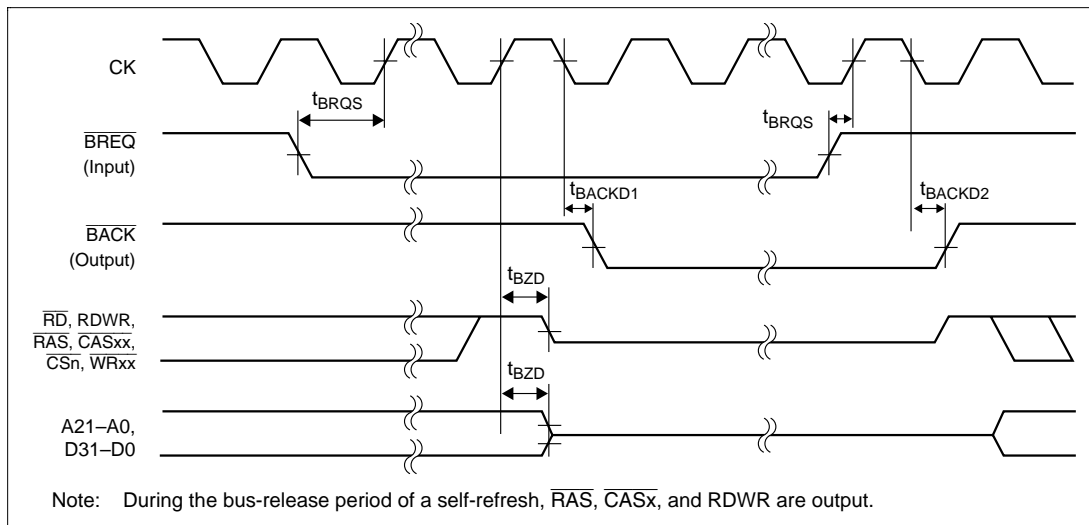 CK
tBRQS
tBRQS
BREQ
(Input)
tBACKD1
tBACKD2
BACK
(Output)
tBZD
RD, RDWR,
RAS, CASxx,
CSn, WRxx
tBZD
A21–A0,
D31–D0
Note: During the bus-release period of a self-refresh, RAS, CASx, and RDWR are output.